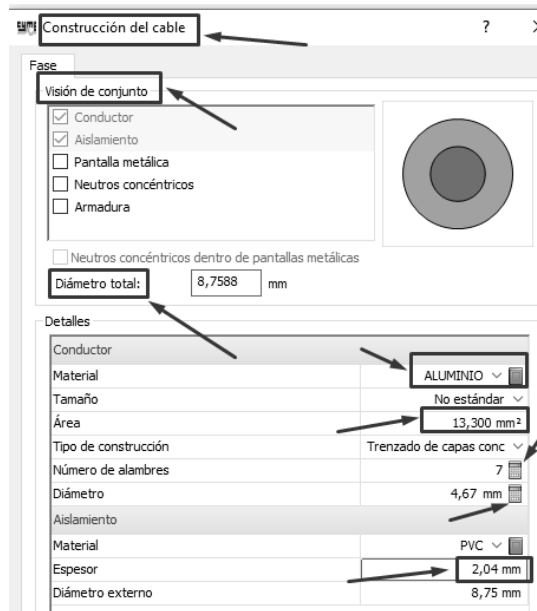 Construcción del cable ?
Fase
Visión de conjunto
Conductor
Aislamiento
Pantalla metálica
Neutros concéntricos
Armadura
Neutros concéntricos dentro de pantallas metálicas
Diámetro total: 8,7588 mm
Detalles
Conductor
Material ALUMINIO
Tamaño No estándar
Área 13,300 mm²
Tipo de construcción Trenzado de capas conc
Número de alambres 7
Diámetro 4,67 mm
Aislamiento
Material PVC
Espesor 2,04 mm
Diámetro externo 8,75 mm